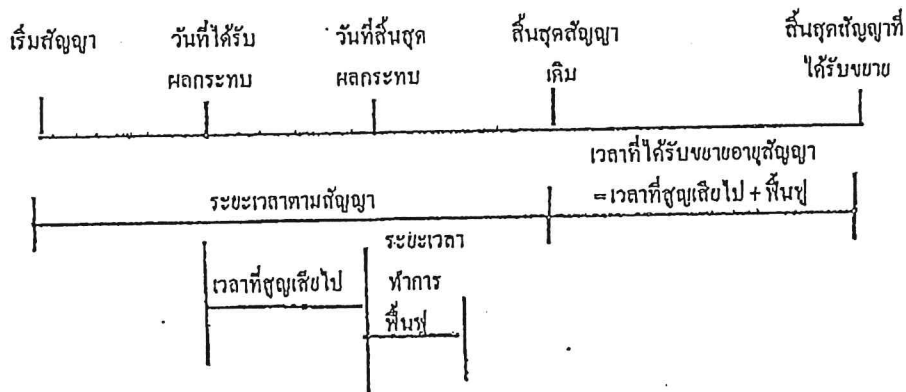 เริ่มสัญญา
วันที่ได้รับ
ผลกระทบ
วันที่สิ้นสุด
ผลกระทบ
สิ้นสุดสัญญา
เดิม
สิ้นสุดสัญญาที่
ได้รับขยาย
เวลาที่ได้รับขยายอายุสัญญา
=เวลาที่สูญเสียไป + ฟื้นฟู
ระยะเวลาตามสัญญา
เวลาที่สูญเสียไป
ระยะเวลา
ทำการ
ฟื้นฟู